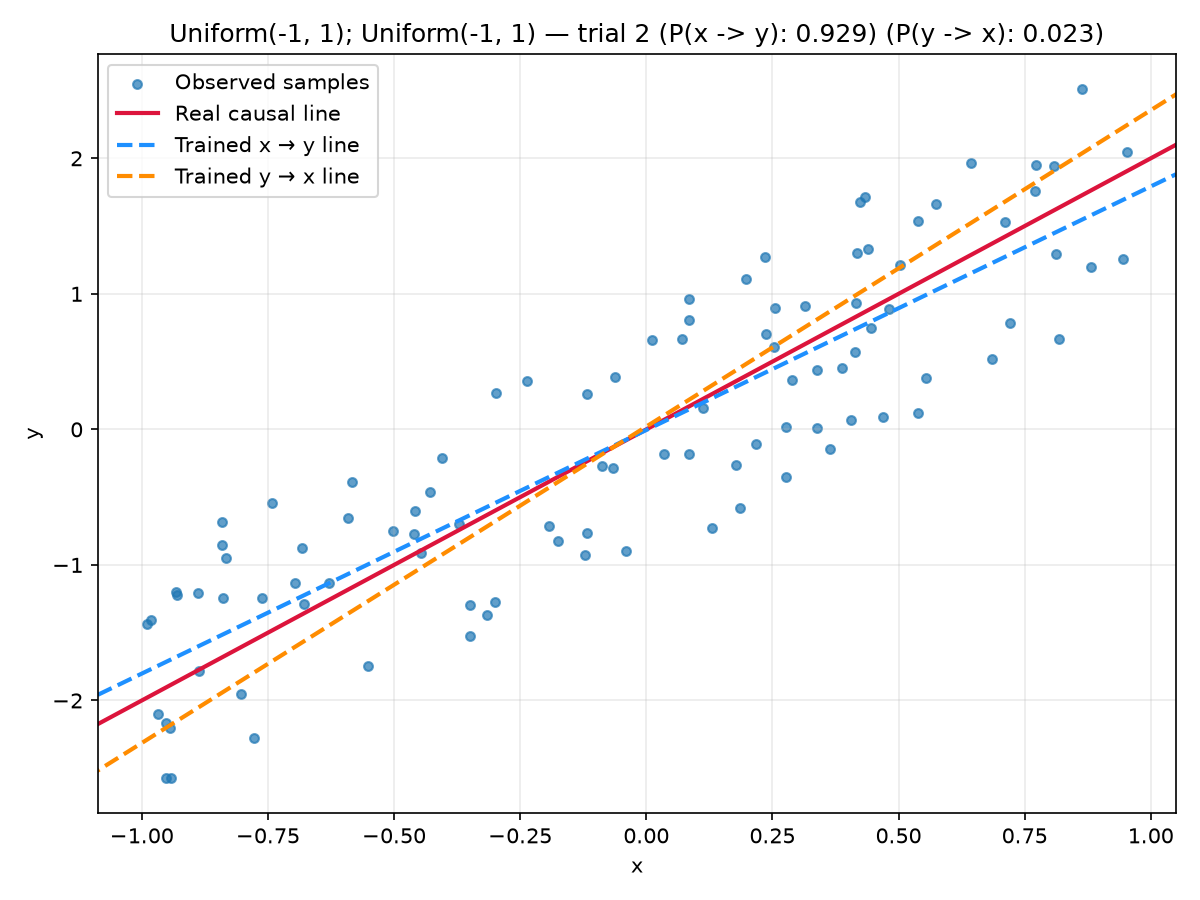 Uniform(-1, 1); Uniform(-1, 1) — trial 2 (P(x -> y): 0.929) (P(y -> x): 0.023)
Observed samples
Real causal line
Trained x → y line
Trained y → x line
2
1
0
−1
−2
y
−1.00 −0.75 −0.50 −0.25 0.00 0.25 0.50 0.75 1.00
x